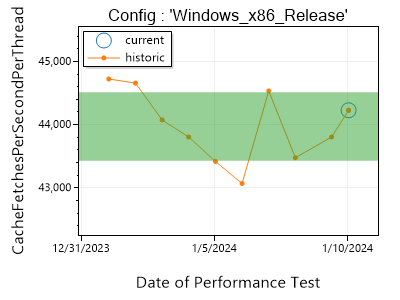 Config : 'Windows_x86_Release'
current
historic
CacheFetchesPerSecondPerThread
45,000
44,000
43,000
12/31/2023
1/5/2024
1/10/2024
Date of Performance Test